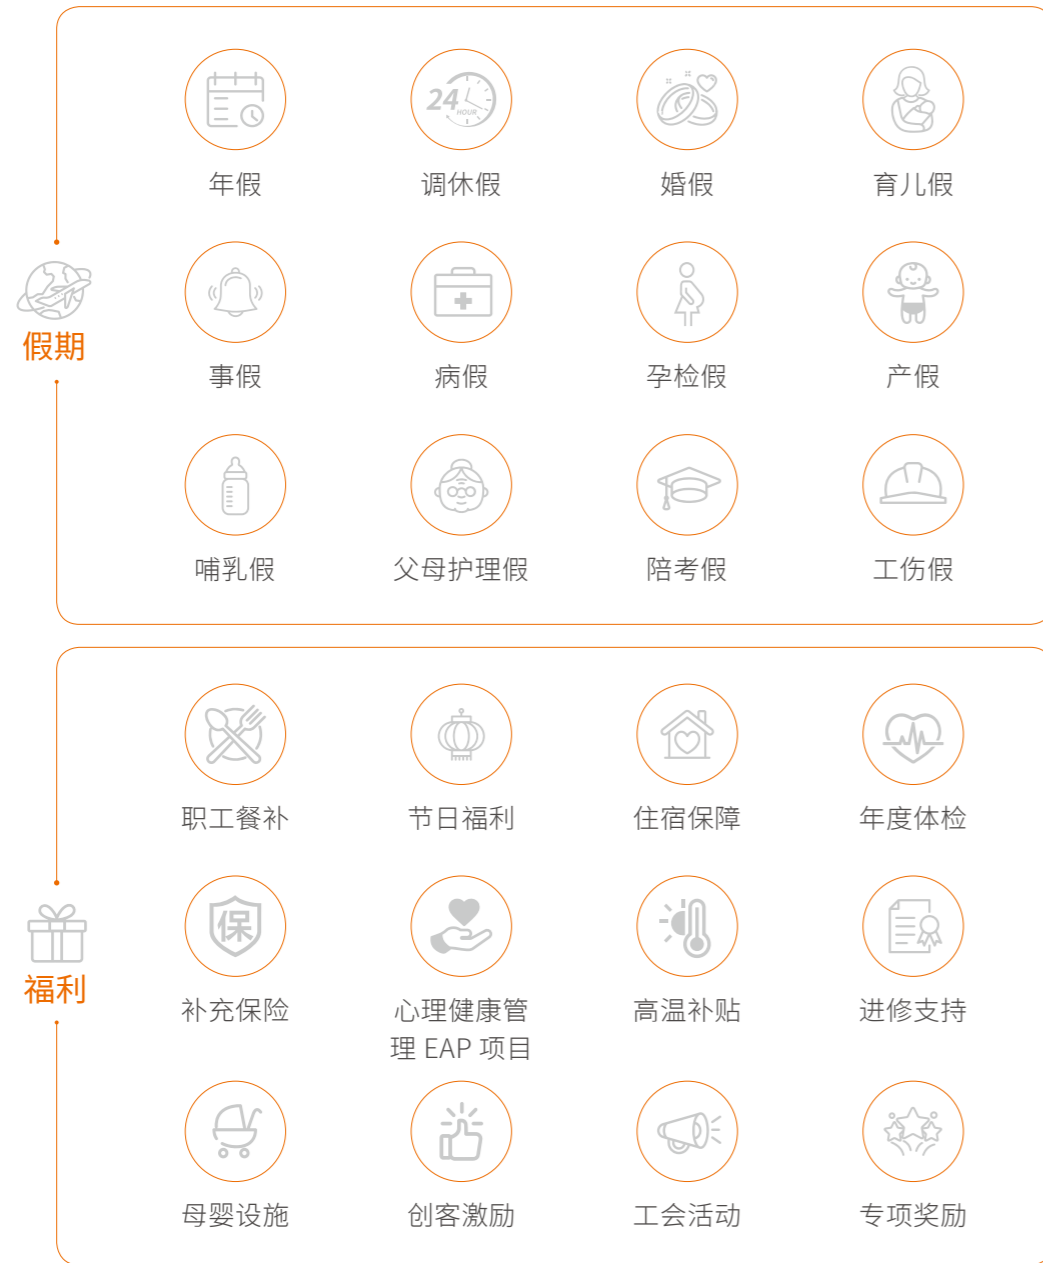 假期
24
HOUR
年假
调休假
婚假
育儿假
事假
病假
孕检假
产假
哺乳假
父母护理假
陪考假
工伤假
福利
职工餐补
节日福利
住宿保障
年度体检
保
补充保险
心理健康管
理 EAP 项目
高温补贴
进修支持
母婴设施
创客激励
工会活动
专项奖励